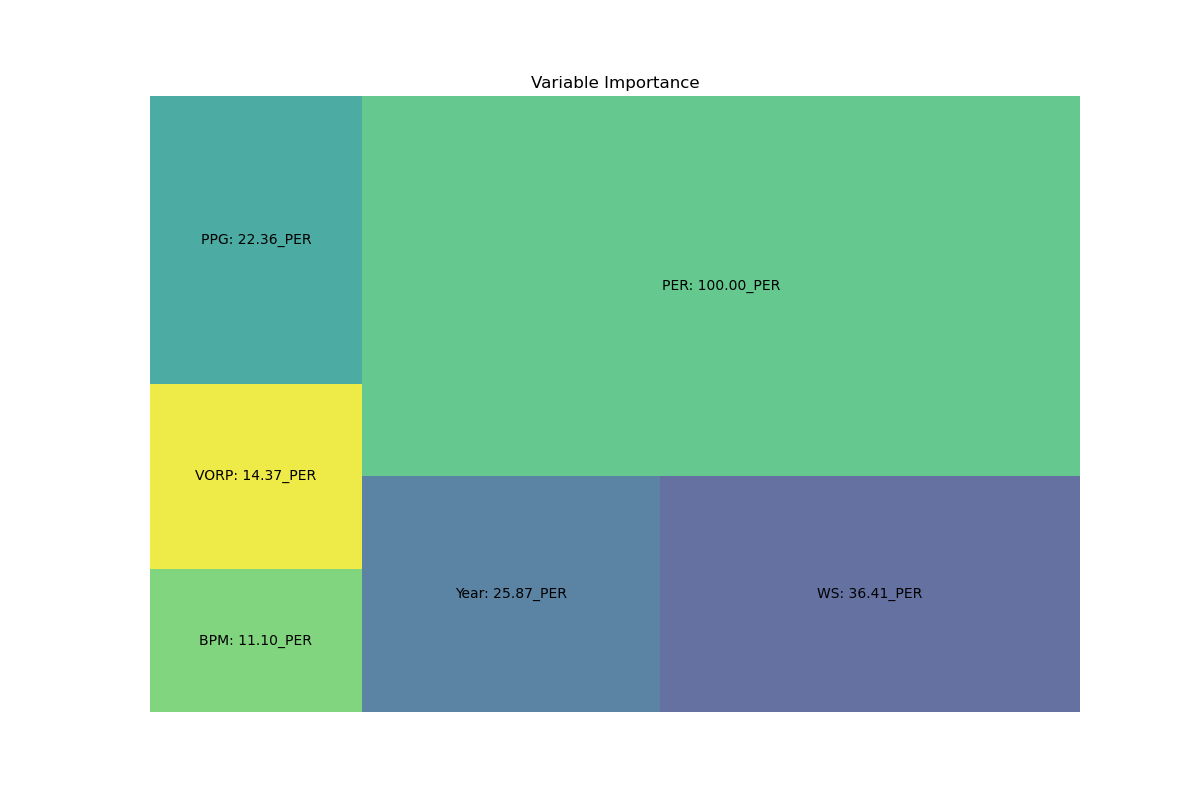 Variable Importance
PPG: 22.36_PER
PER: 100.00_PER
VORP: 14.37_PER
Year: 25.87_PER
WS: 36.41_PER
BPM: 11.10_PER